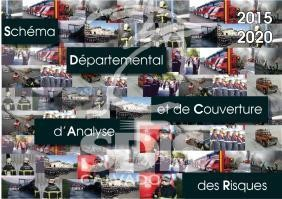 2015
2020
Schéma
Départemental
et de Couverture
d'Analyse
SDIS
CALVADOS
des Risques